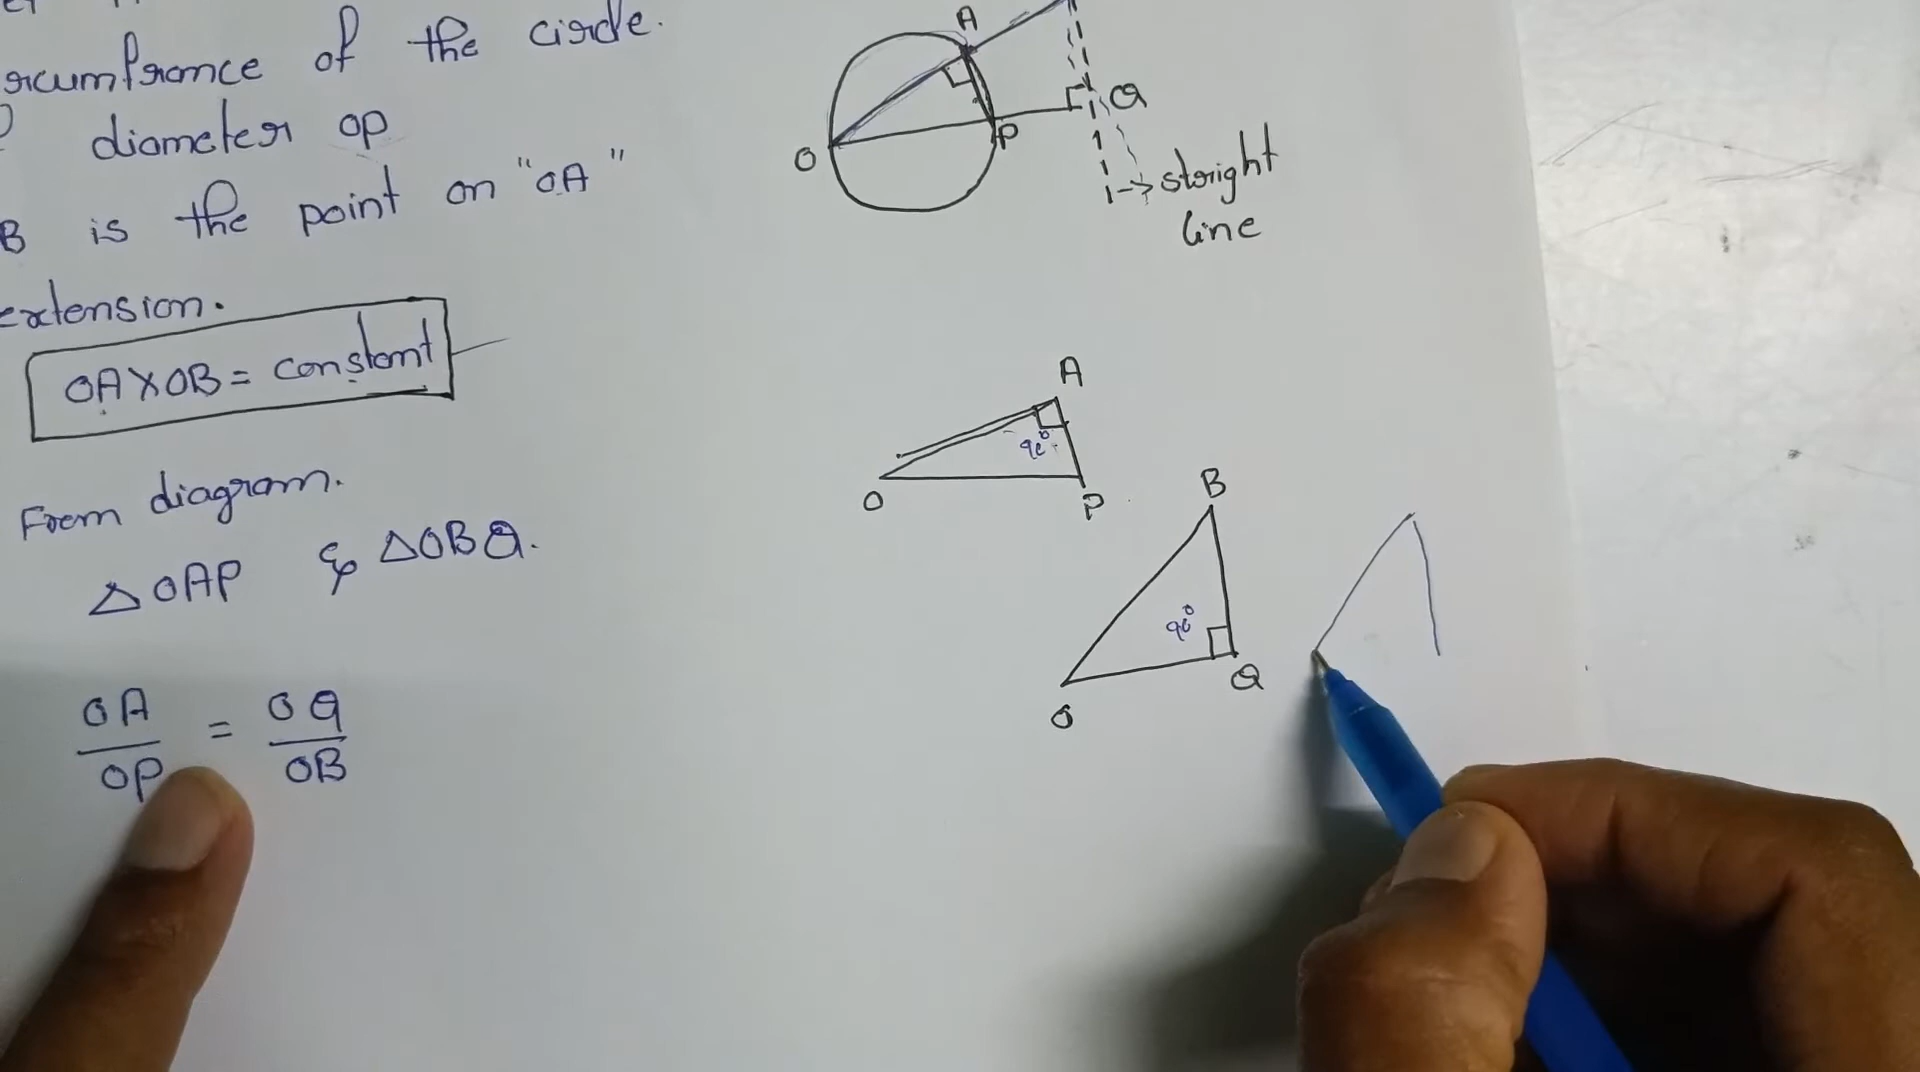 of the circle.
diameter OP
B is the point on "OA"
extension.
OA X OB = constant
From diagram.
△OAP & △OBQ.
OA/OP = OQ/OB
A
O
P
Q
line
A
90°
O
P
B
90°
O
Q